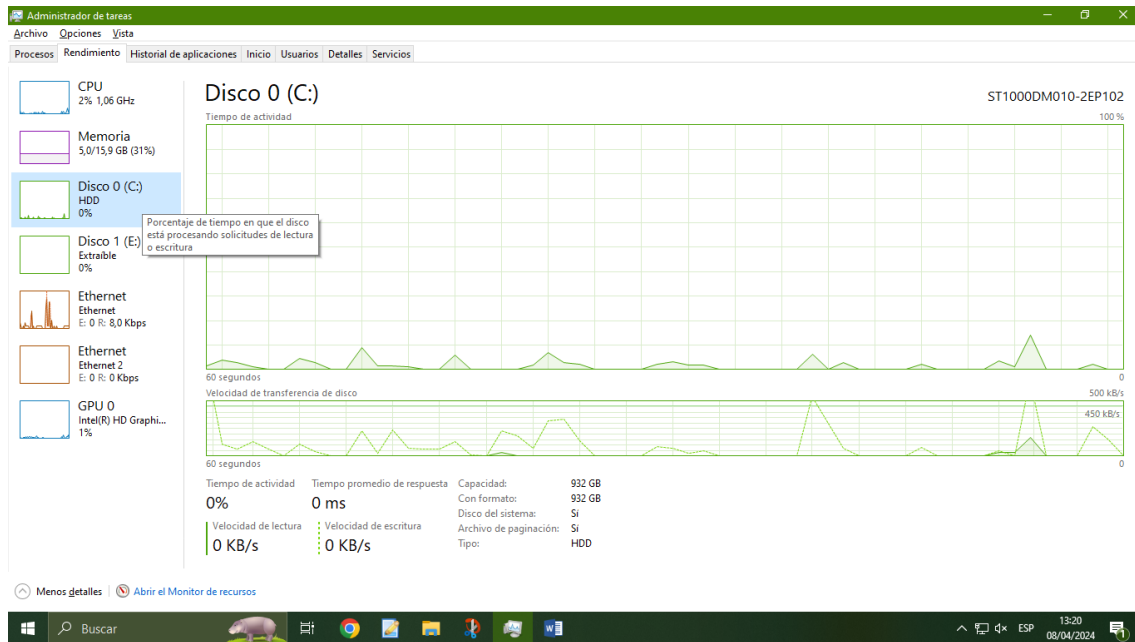 Administrador de tareas
Archivo Opciones Vista
Procesos Rendimiento Historial de aplicaciones Inicio Usuarios Detalles Servicios
CPU
2% 1,06 GHz
Memoria
5,0/15,9 GB (31%)
Disco 0 (C:)
HDD
0%
Porcentaje de tiempo en que el disco
está procesando solicitudes de lectura
o escritura
Disco 1 (E:)
Extraíble
0%
Ethernet
Ethernet
E: 0 R: 8,0 Kbps
Ethernet
Ethernet 2
E: 0 R: 0 Kbps
GPU 0
Intel(R) HD Graphi...
1%
Disco 0 (C:) ST1000DM010-2EP102
Tiempo de actividad 100 %
60 segundos 0
Velocidad de transferencia de disco 500 kB/s
450 kB/s
60 segundos 0
Tiempo de actividad Tiempo promedio de respuesta
0% 0 ms
Velocidad de lectura Velocidad de escritura
0 KB/s 0 KB/s
Capacidad: 932 GB
Con formato: 932 GB
Disco del sistema: Sí
Archivo de paginación: Sí
Tipo: HDD
Menos detalles Abrir el Monitor de recursos
Buscar
ESP
13:20
08/04/2024
1